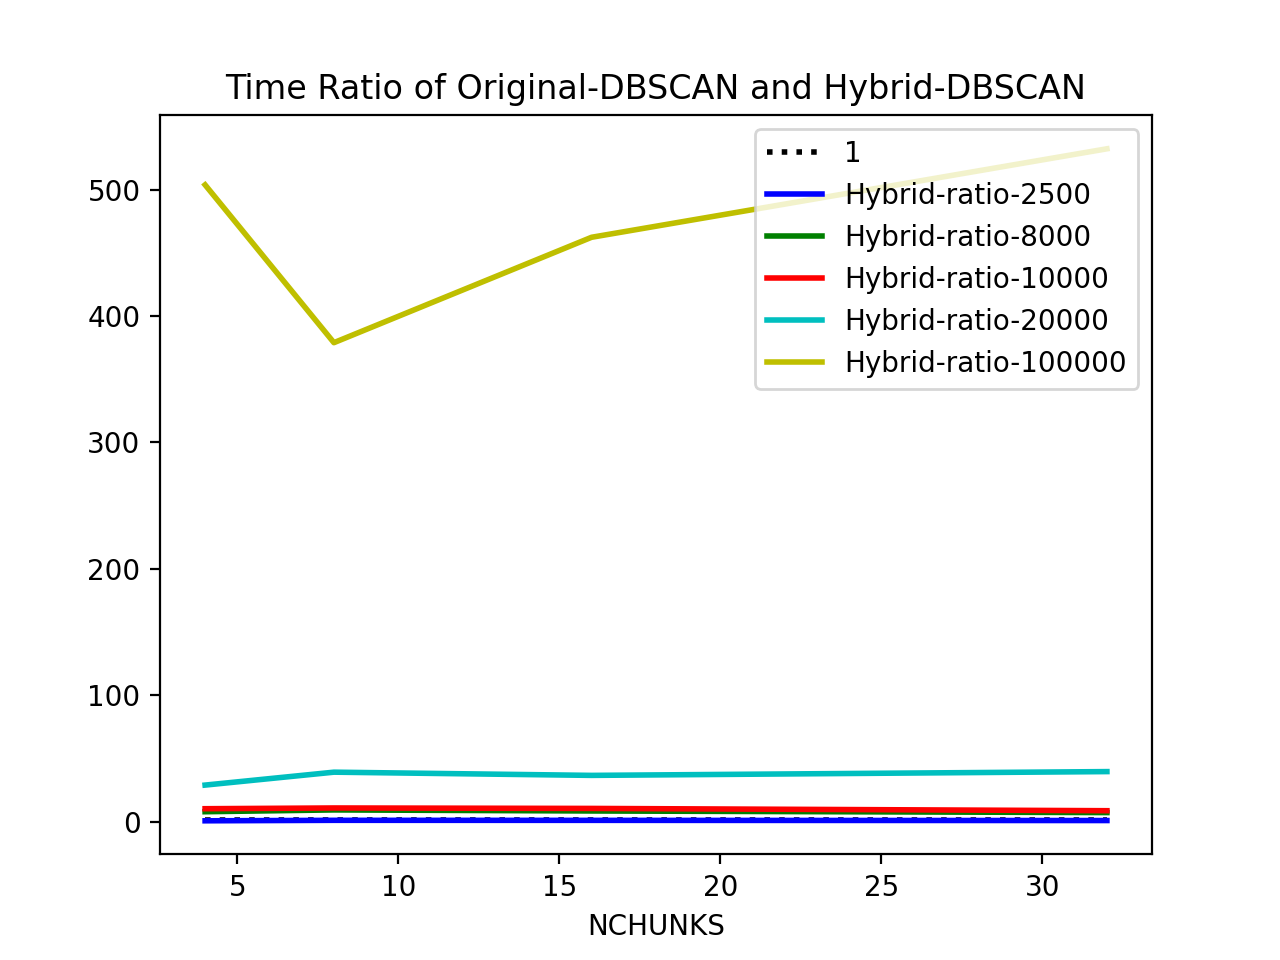 Time Ratio of Original-DBSCAN and Hybrid-DBSCAN
1
Hybrid-ratio-2500
Hybrid-ratio-8000
Hybrid-ratio-10000
Hybrid-ratio-20000
Hybrid-ratio-100000
500
400
300
200
100
0
5 10 15 20 25 30
NCHUNKS